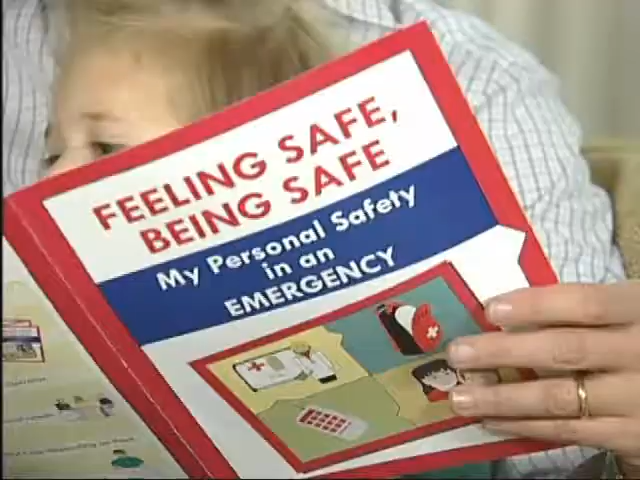 FEELING SAFE,
BEING SAFE
My Personal Safety
in an
EMERGENCY